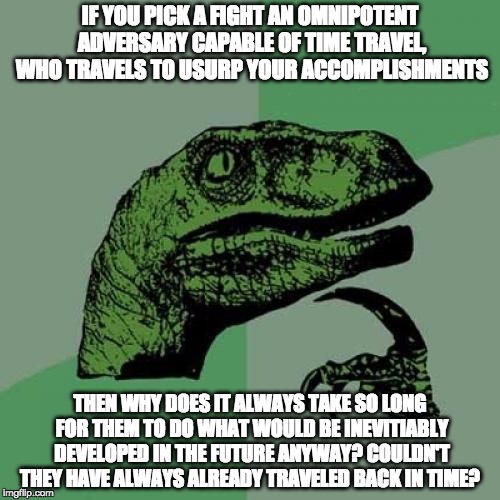 IF YOU PICK A FIGHT AN OMNIPOTENT
ADVERSARY CAPABLE OF TIME TRAVEL,
WHO TRAVELS TO USURP YOUR ACCOMPLISHMENTS
THEN WHY DOES IT ALWAYS TAKE SO LONG
FOR THEM TO DO WHAT WOULD BE INEVITIABLY
DEVELOPED IN THE FUTURE ANYWAY? COULDN'T
THEY HAVE ALWAYS ALREADY TRAVELED BACK IN TIME?
imgflip.com